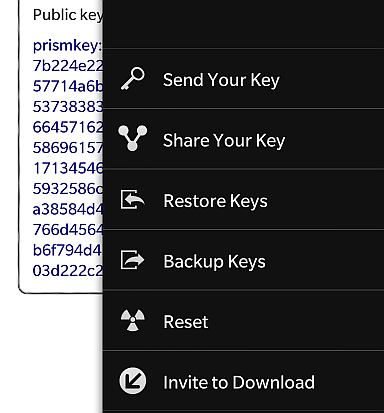 Public key
prismkey:
7b224e22
57714a6b
53738383
66457162
58696157
17134546
5932586c
a38584d4
766d4564
b6f794d4
03d222c2
Send Your Key
Share Your Key
Restore Keys
Backup Keys
Reset
Invite to Download